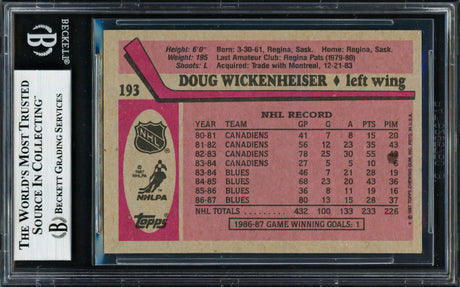 BECKETT
THE WORLD'S MOST TRUSTED
SOURCE IN COLLECTING™
BECKETT GRADING SERVICES
Height: 6'0" Born: 3-30-61, Regina, Sask. Home: Regina, Sask.
Weight: 195 Last Amateur Club: Regina Pats (1979-80)
Shoots: L Acquired: Trade with Montreal, 12-21-83
193
DOUG WICKENHEISER ♦ left wing
NHL RECORD
YEAR TEAM GP G A PTS PIM
80-81 CANADIENS 41 7 8 15 20
81-82 CANADIENS 56 12 23 35 43
82-83 CANADIENS 78 25 30 55
83-84 CANADIENS 27 5 5 10 6
83-84 BLUES 46 7 21 28 19
84-85 BLUES 68 23 20 43 36
85-86 BLUES 36 8 11 19 16
86-87 BLUES 80 13 15 28 37
NHL TOTALS 432 100 133 233 226
1986-87 GAME WINNING GOALS: 1
NHL
© 1987 NHLPA
NHLPA
Topps